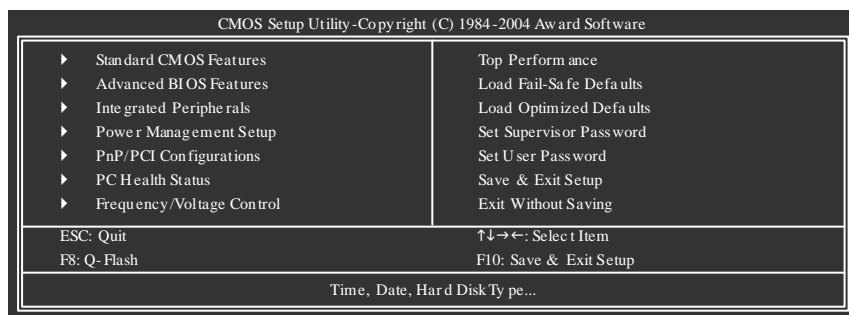 CMOS Setup Utility-Copyright (C) 1984-2004 Award Software
▶ Standard CMOS Features
▶ Advanced BIOS Features
▶ Integrated Peripherals
▶ Power Management Setup
▶ PnP/PCI Configurations
▶ PC Health Status
▶ Frequency/Voltage Control
Top Performance
Load Fail-Safe Defaults
Load Optimized Defaults
Set Supervisor Password
Set User Password
Save & Exit Setup
Exit Without Saving
ESC: Quit
↑↓→←: Select Item
F8: Q-Flash
F10: Save & Exit Setup
Time, Date, Hard Disk Type...